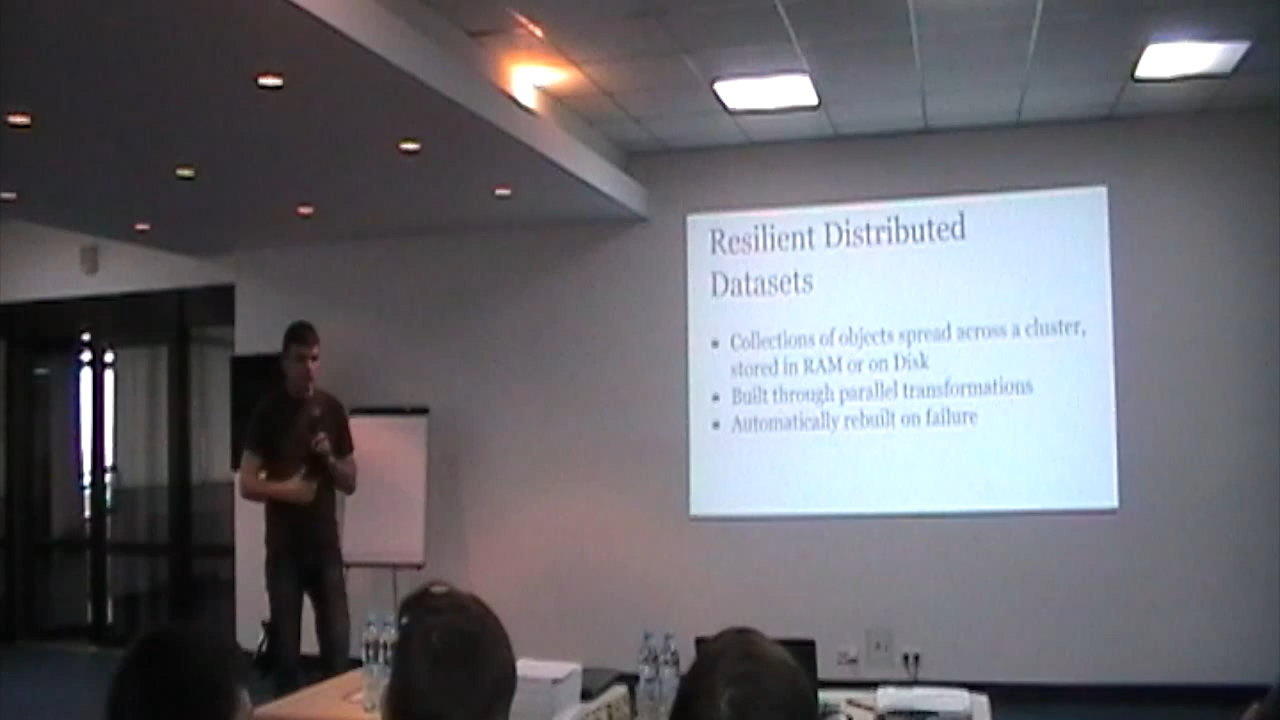 Resilient Distributed
Datasets
• Collections of objects spread across a cluster,
stored in RAM or on Disk
• Built through parallel transformations
• Automatically rebuilt on failure